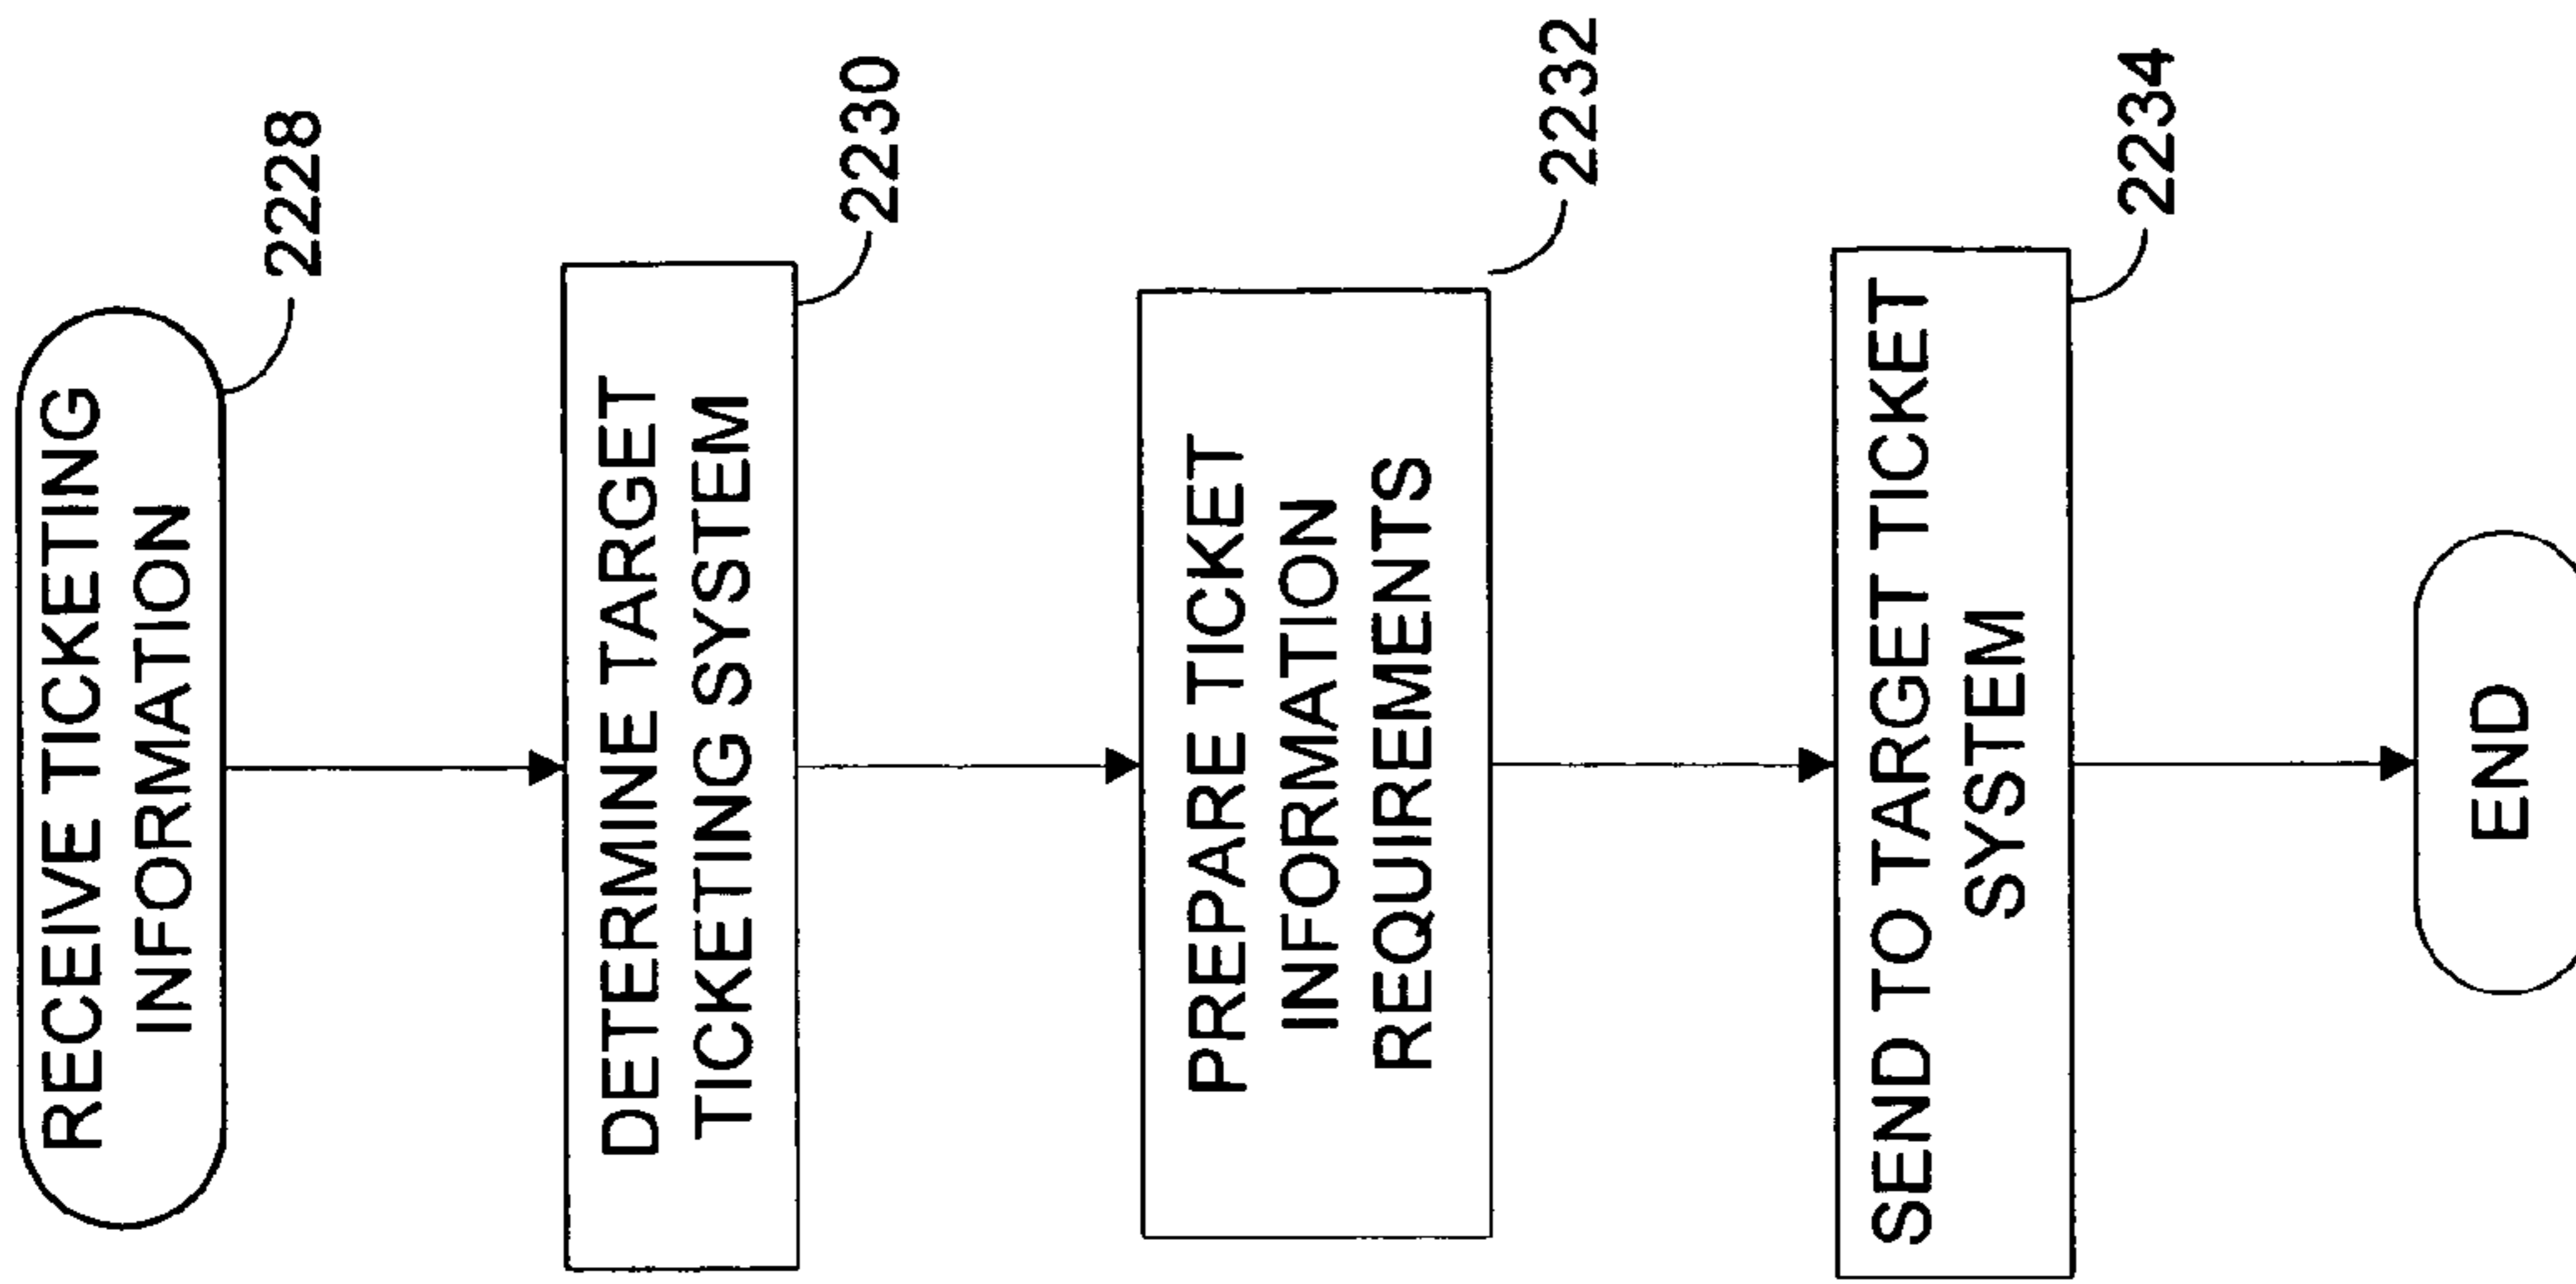 RECEIVE TICKETING
INFORMATION
2228
DETERMINE TARGET
TICKETING SYSTEM
2230
PREPARE TICKET
INFORMATION
REQUIREMENTS
2232
SEND TO TARGET TICKET
SYSTEM
2234
END